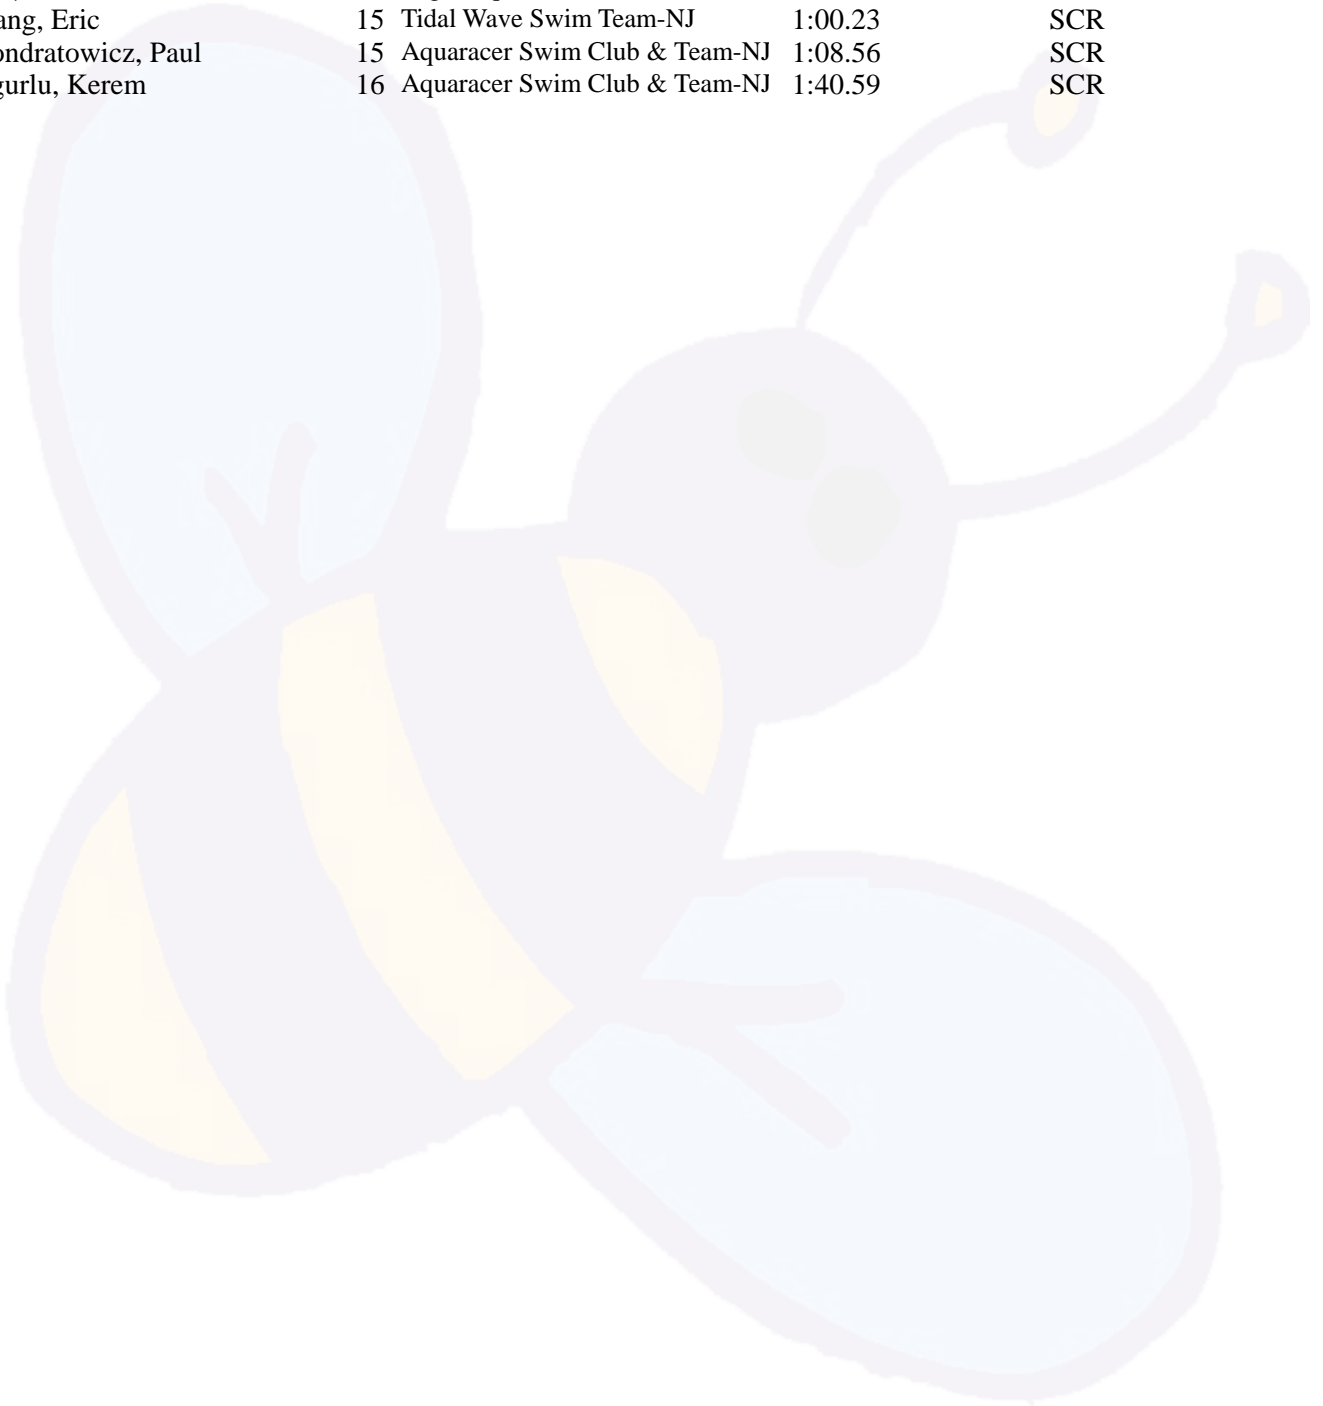 ang, Eric 15 Tidal Wave Swim Team-NJ 1:00.23 SCR
ondratowicz, Paul 15 Aquaracer Swim Club & Team-NJ 1:08.56 SCR
gurlu, Kerem 16 Aquaracer Swim Club & Team-NJ 1:40.59 SCR